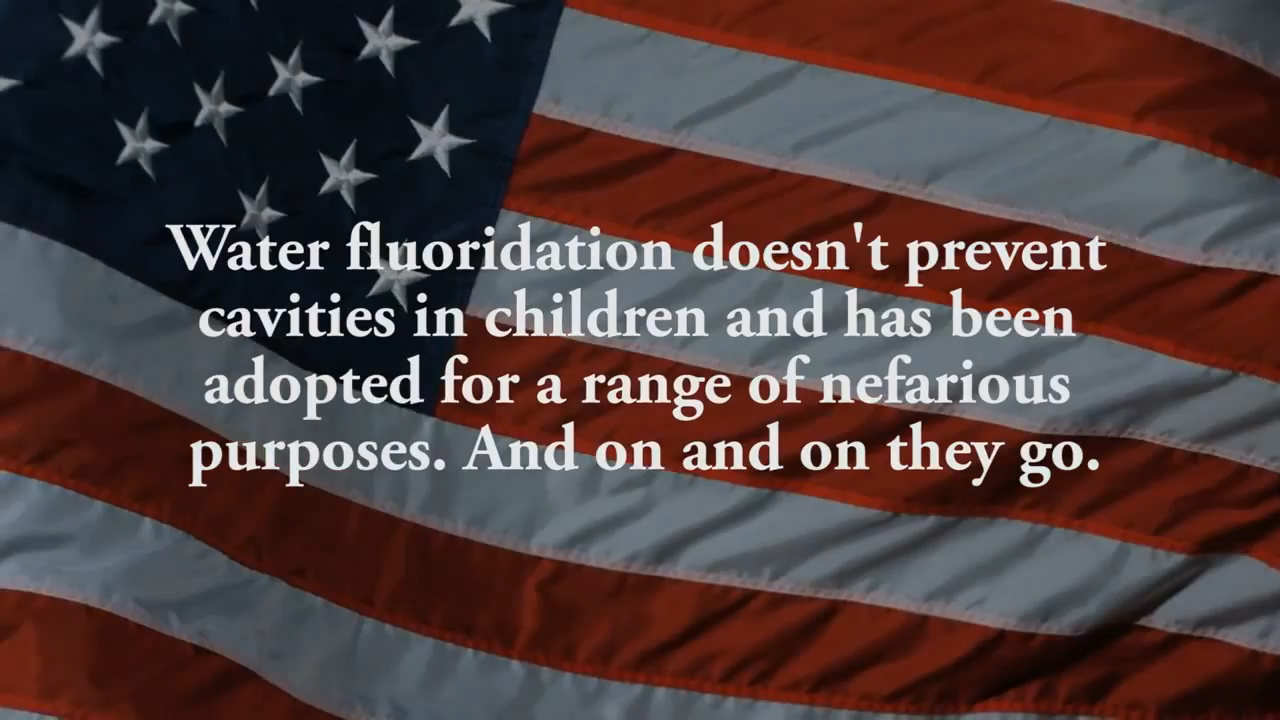 Water fluoridation doesn't prevent
cavities in children and has been
adopted for a range of nefarious
purposes. And on and on they go.